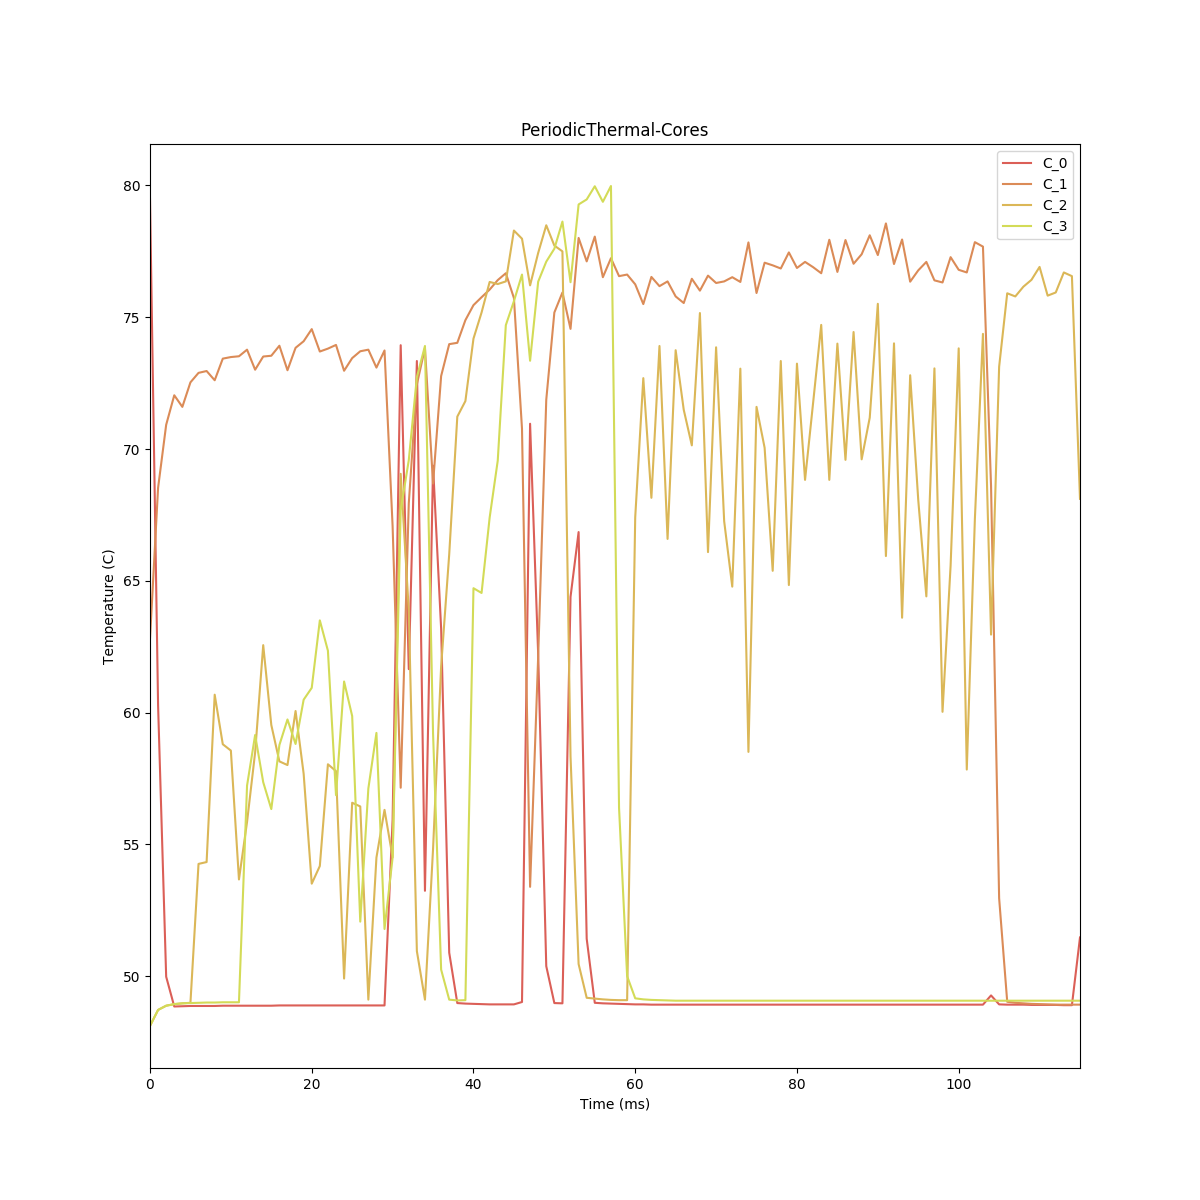 PeriodicThermal-Cores
C_0
C_1
C_2
C_3
80
75
70
65
60
55
50
Temperature (C)
0 20 40 60 80 100
Time (ms)